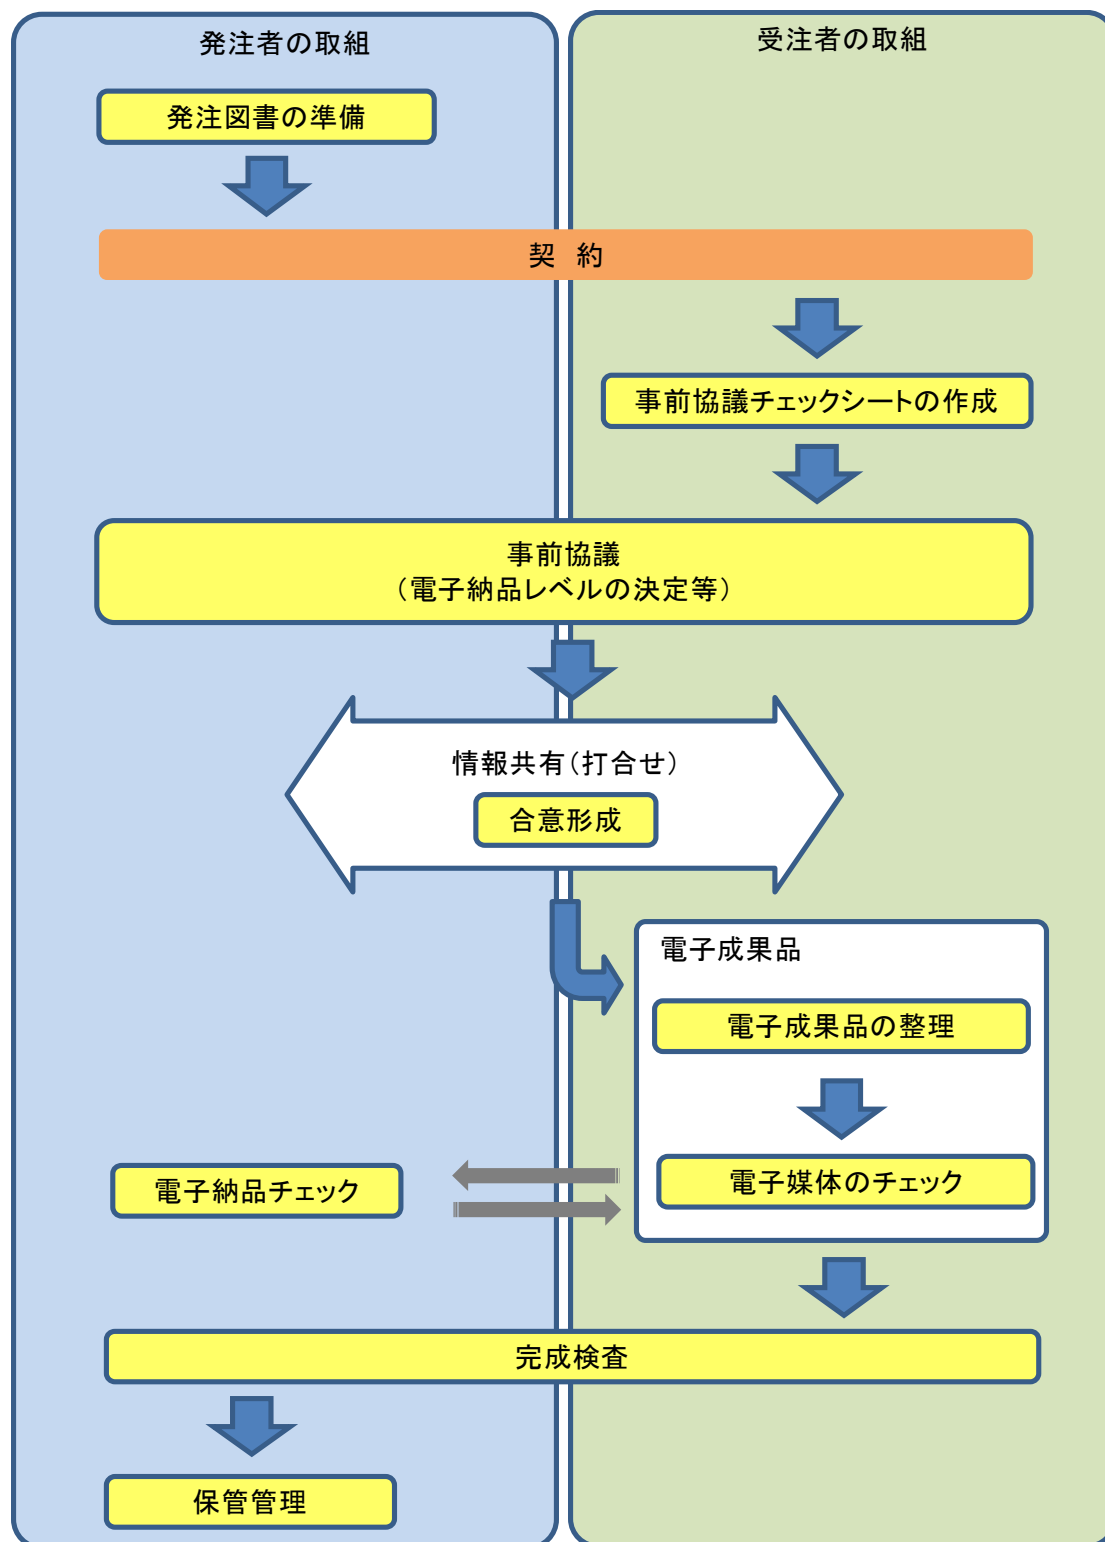 発注者の取組
受注者の取組
発注図書の準備
契　約
事前協議チェックシートの作成
事前協議
（電子納品レベルの決定等）
情報共有（打合せ）
合意形成
電子成果品
電子成果品の整理
電子納品チェック
電子媒体のチェック
完成検査
保管管理